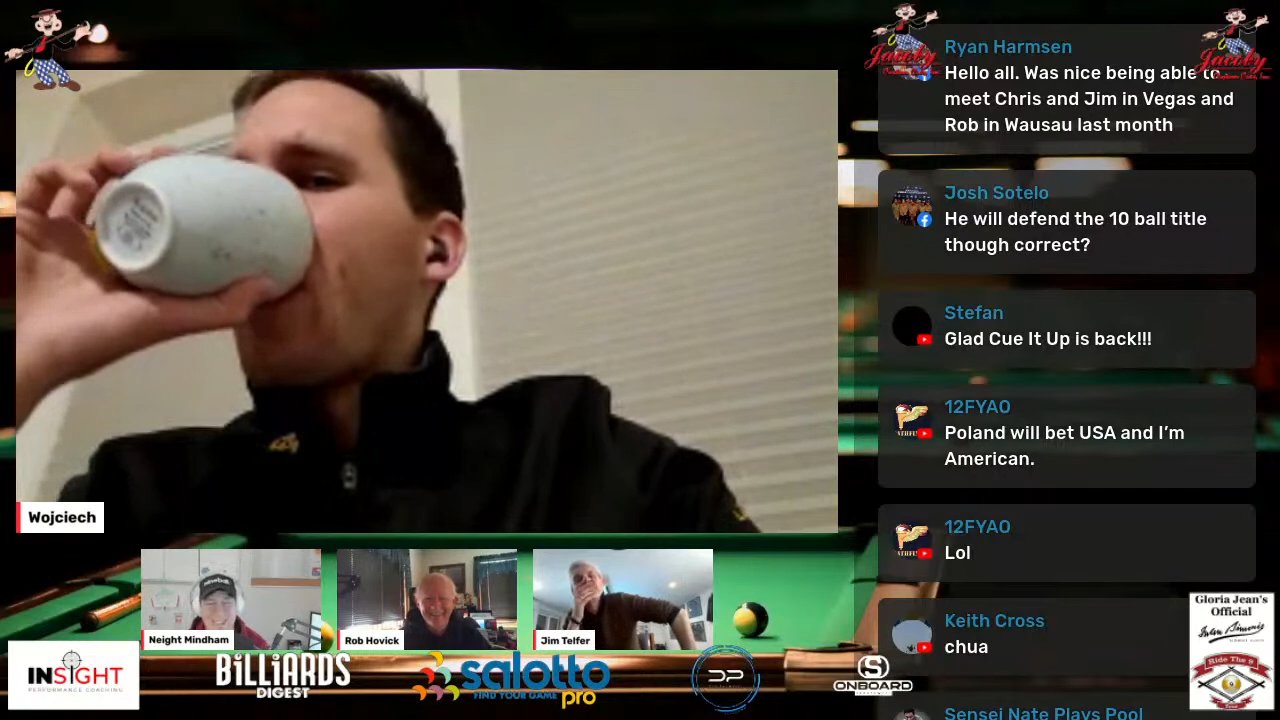 Jacoby
Jacoby
Ryan Harmsen
Hello all. Was nice being able to
meet Chris and Jim in Vegas and
Rob in Wausau last month
Josh Sotelo
He will defend the 10 ball title
though correct?
Stefan
Glad Cue It Up is back!!!
12FYAO
Poland will bet USA and I’m
American.
12FYAO
Lol
Keith Cross
chua
Sensei Nate Plays Pool
Wojciech
Neight Mindham
Rob Hovick
Jim Telfer
INSIGHT
PERFORMANCE COACHING
BILLIARDS
DIGEST
salotto
FIND YOUR GAME
pro
DP
S
ONBOARD
Gloria Jean's
Official
Ride The 9
9